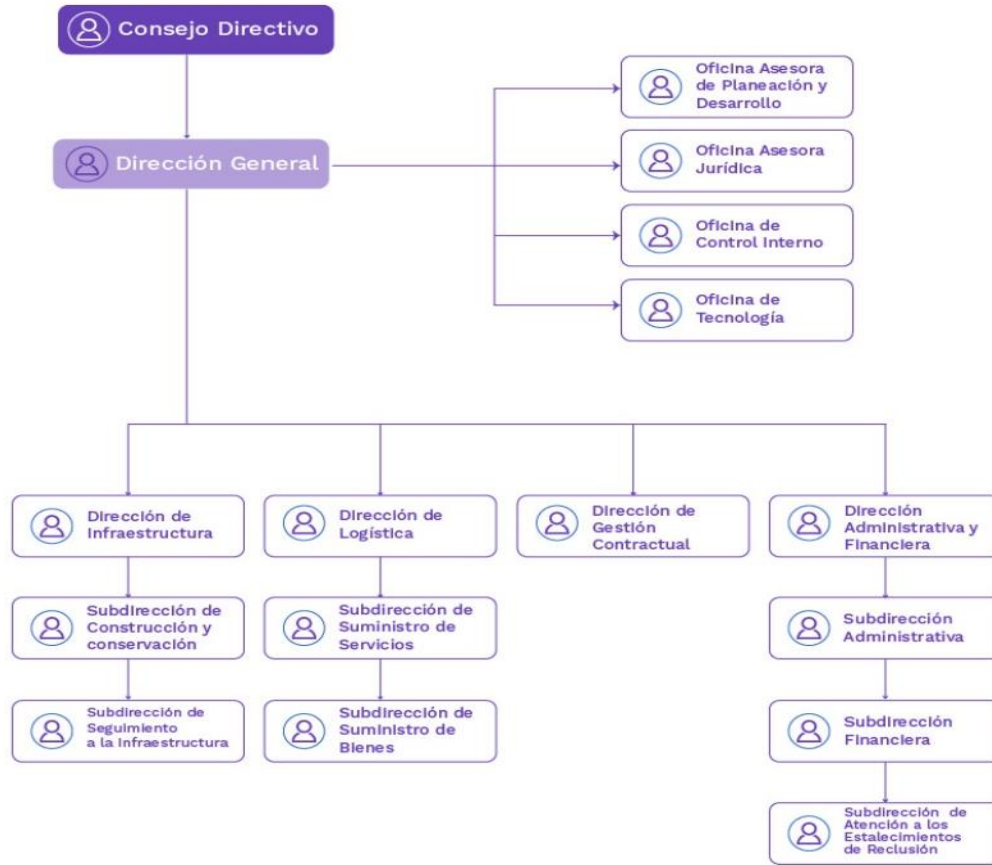 Consejo Directivo
Dirección General
Oficina Asesora
de Planeación y
Desarrollo
Oficina Asesora
Jurídica
Oficina de
Control Interno
Oficina de
Tecnología
Dirección de
Infraestructura
Dirección de
Logística
Dirección de
Gestión
Contractual
Dirección
Administrativa y
Financiera
Subdirección de
Construcción y
conservación
Subdirección de
Suministro de
Servicios
Subdirección
Administrativa
Subdirección de
Seguimiento
a la Infraestructura
Subdirección de
Suministro de
Bienes
Subdirección
Financiera
Subdirección de
Atención a los
Estalecimientos
de Reclusión